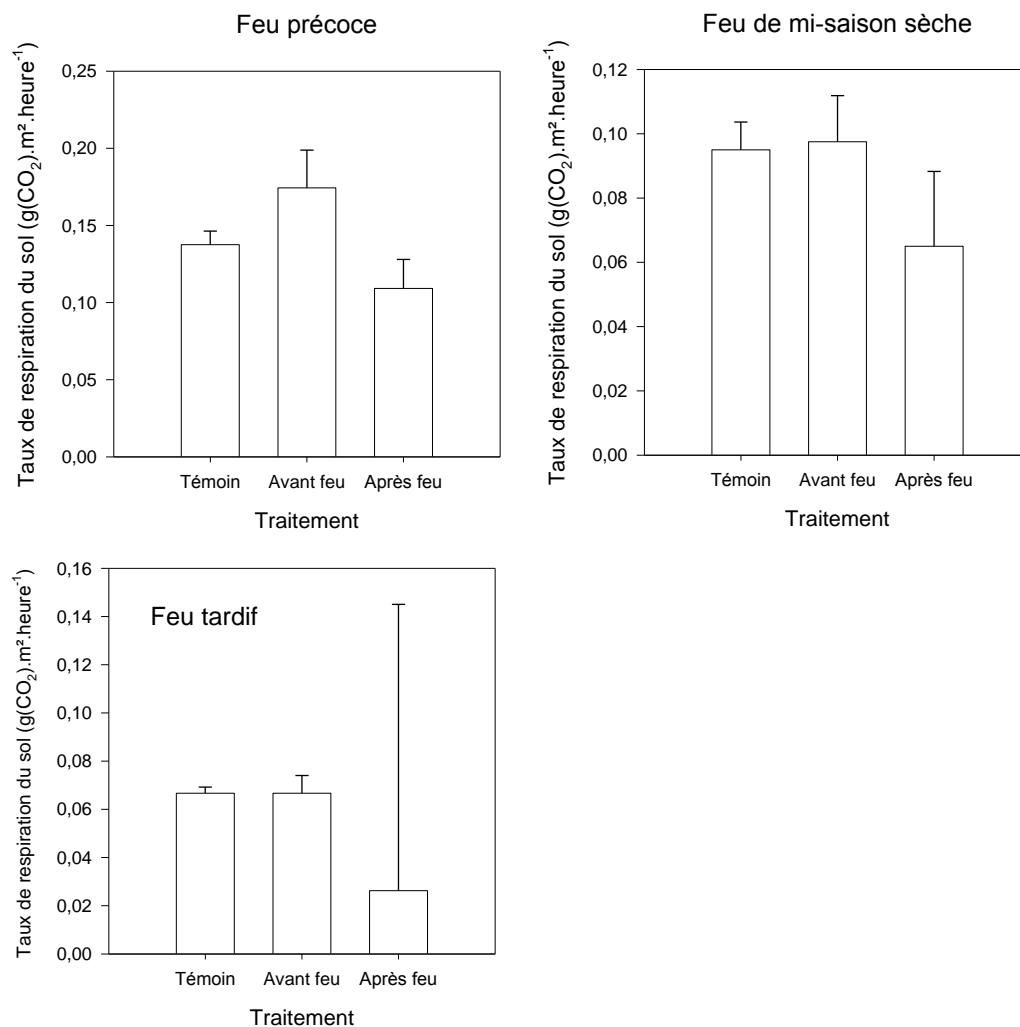 Feu précoce
Taux de respiration du sol (g(CO₂).m².heure⁻¹)
0,25
0,20
0,15
0,10
0,05
0,00
Témoin Avant feu Après feu
Traitement
Feu de mi-saison sèche
Taux de respiration du sol (g(CO₂).m².heure⁻¹)
0,12
0,10
0,08
0,06
0,04
0,02
0,00
Témoin Avant feu Après feu
Traitement
Feu tardif
Taux de respiration du sol (g(CO₂).m².heure⁻¹)
0,16
0,14
0,12
0,10
0,08
0,06
0,04
0,02
0,00
Témoin Avant feu Après feu
Traitement